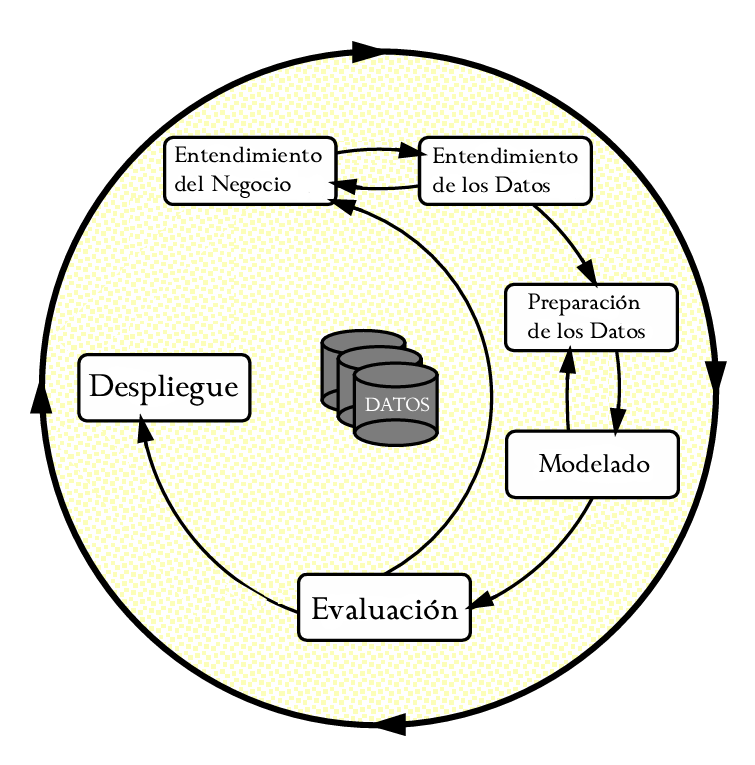 Entendimiento
del Negocio
Entendimiento
de los Datos
Preparación
de los Datos
Modelado
Evaluación
Despliegue
DATOS